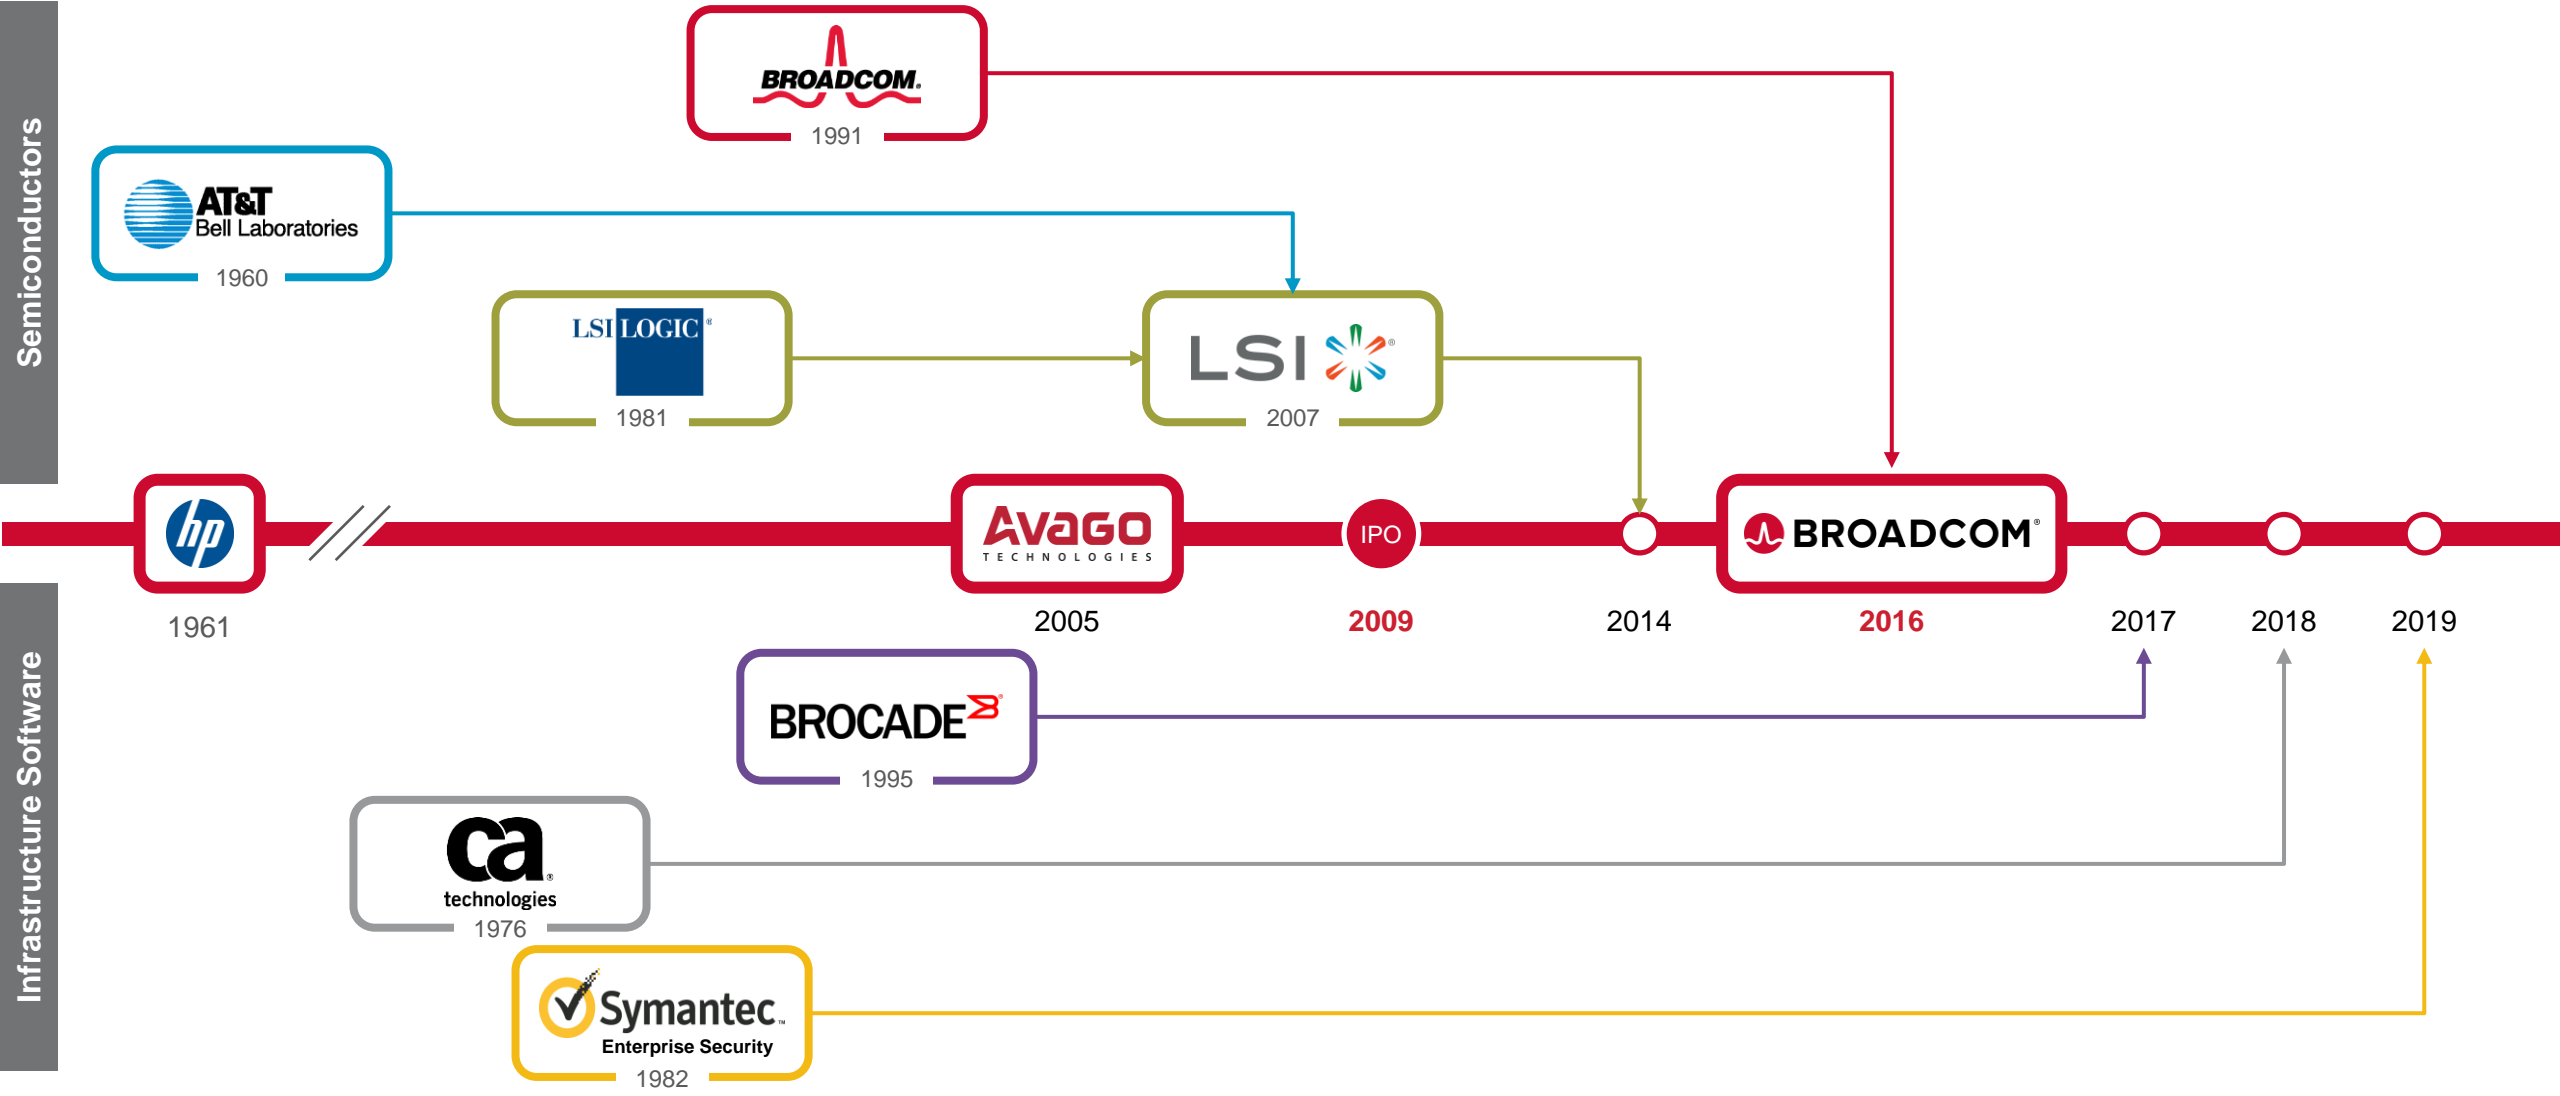 Semiconductors
BROADCOM.
1991
AT&T
Bell Laboratories
1960
LSI LOGIC ®
1981
LSI ®
2007
hp
1961
AVAGO
TECHNOLOGIES
2005
IPO
2009
2014
BROADCOM®
2016
2017
2018
2019
Infrastructure Software
BROCADE
1995
ca®
technologies
1976
Symantec™
Enterprise Security
1982